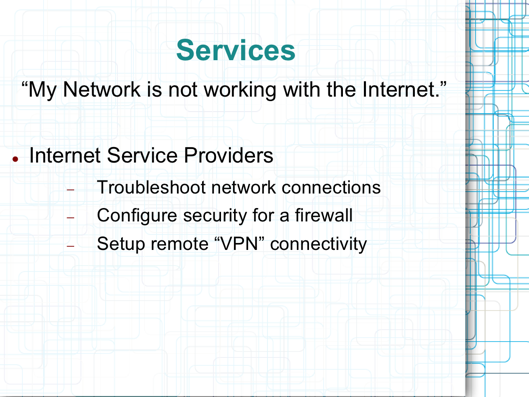 Services
“My Network is not working with the Internet.”
● Internet Service Providers
– Troubleshoot network connections
– Configure security for a firewall
– Setup remote “VPN” connectivity